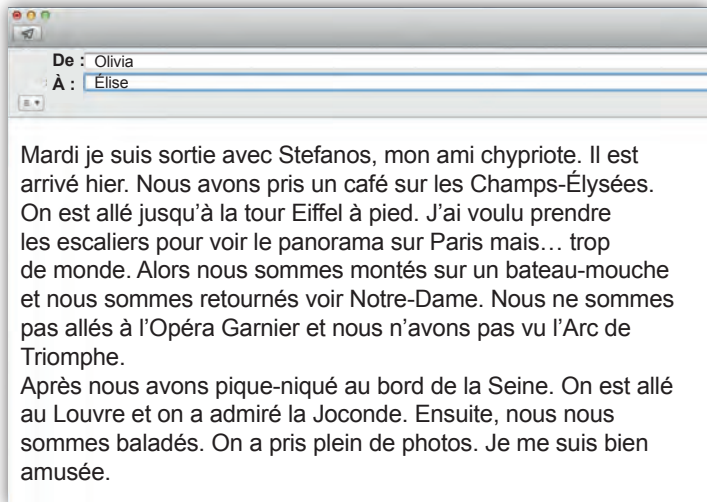 De : Olivia
À : Élise
Mardi je suis sortie avec Stefanos, mon ami chypriote. Il est
arrivé hier. Nous avons pris un café sur les Champs-Élysées.
On est allé jusqu’à la tour Eiffel à pied. J’ai voulu prendre
les escaliers pour voir le panorama sur Paris mais… trop
de monde. Alors nous sommes montés sur un bateau-mouche
et nous sommes retournés voir Notre-Dame. Nous ne sommes
pas allés à l’Opéra Garnier et nous n’avons pas vu l’Arc de
Triomphe.
Après nous avons pique-niqué au bord de la Seine. On est allé
au Louvre et on a admiré la Joconde. Ensuite, nous nous
sommes baladés. On a pris plein de photos. Je me suis bien
amusée.